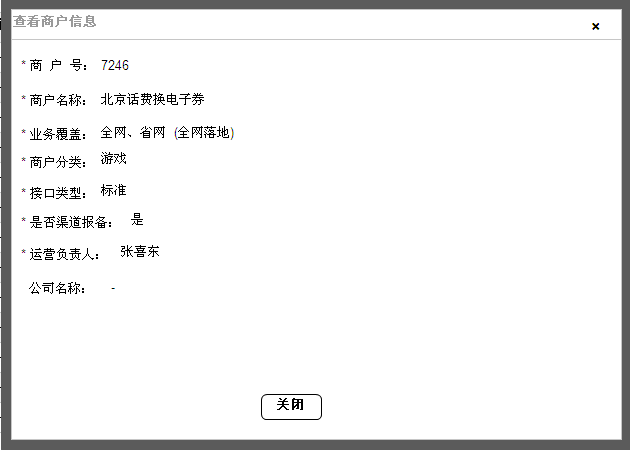 查看商户信息
×
* 商 户 号： 7246
* 商户名称： 北京话费换电子券
* 业务覆盖： 全网、省网 (全网落地)
* 商户分类： 游戏
* 接口类型： 标准
* 是否渠道报备： 是
* 运营负责人： 张喜东
公司名称： -
关闭